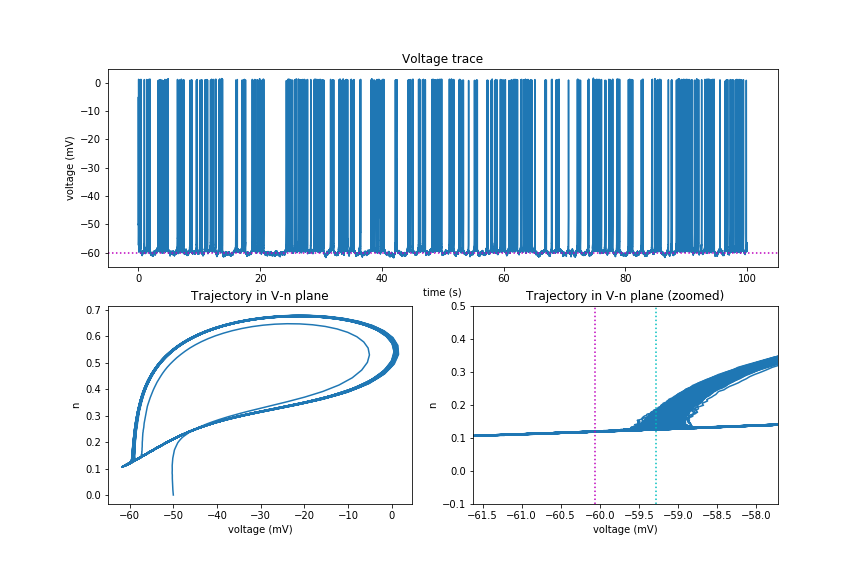 Voltage trace
voltage (mV)
0
−10
−20
−30
−40
−50
−60
0 20 40 60 80 100
time (s)
Trajectory in V-n plane
n
0.7
0.6
0.5
0.4
0.3
0.2
0.1
0.0
−60 −50 −40 −30 −20 −10 0
voltage (mV)
Trajectory in V-n plane (zoomed)
n
0.5
0.4
0.3
0.2
0.1
0.0
−0.1
−61.5 −61.0 −60.5 −60.0 −59.5 −59.0 −58.5 −58.0
voltage (mV)